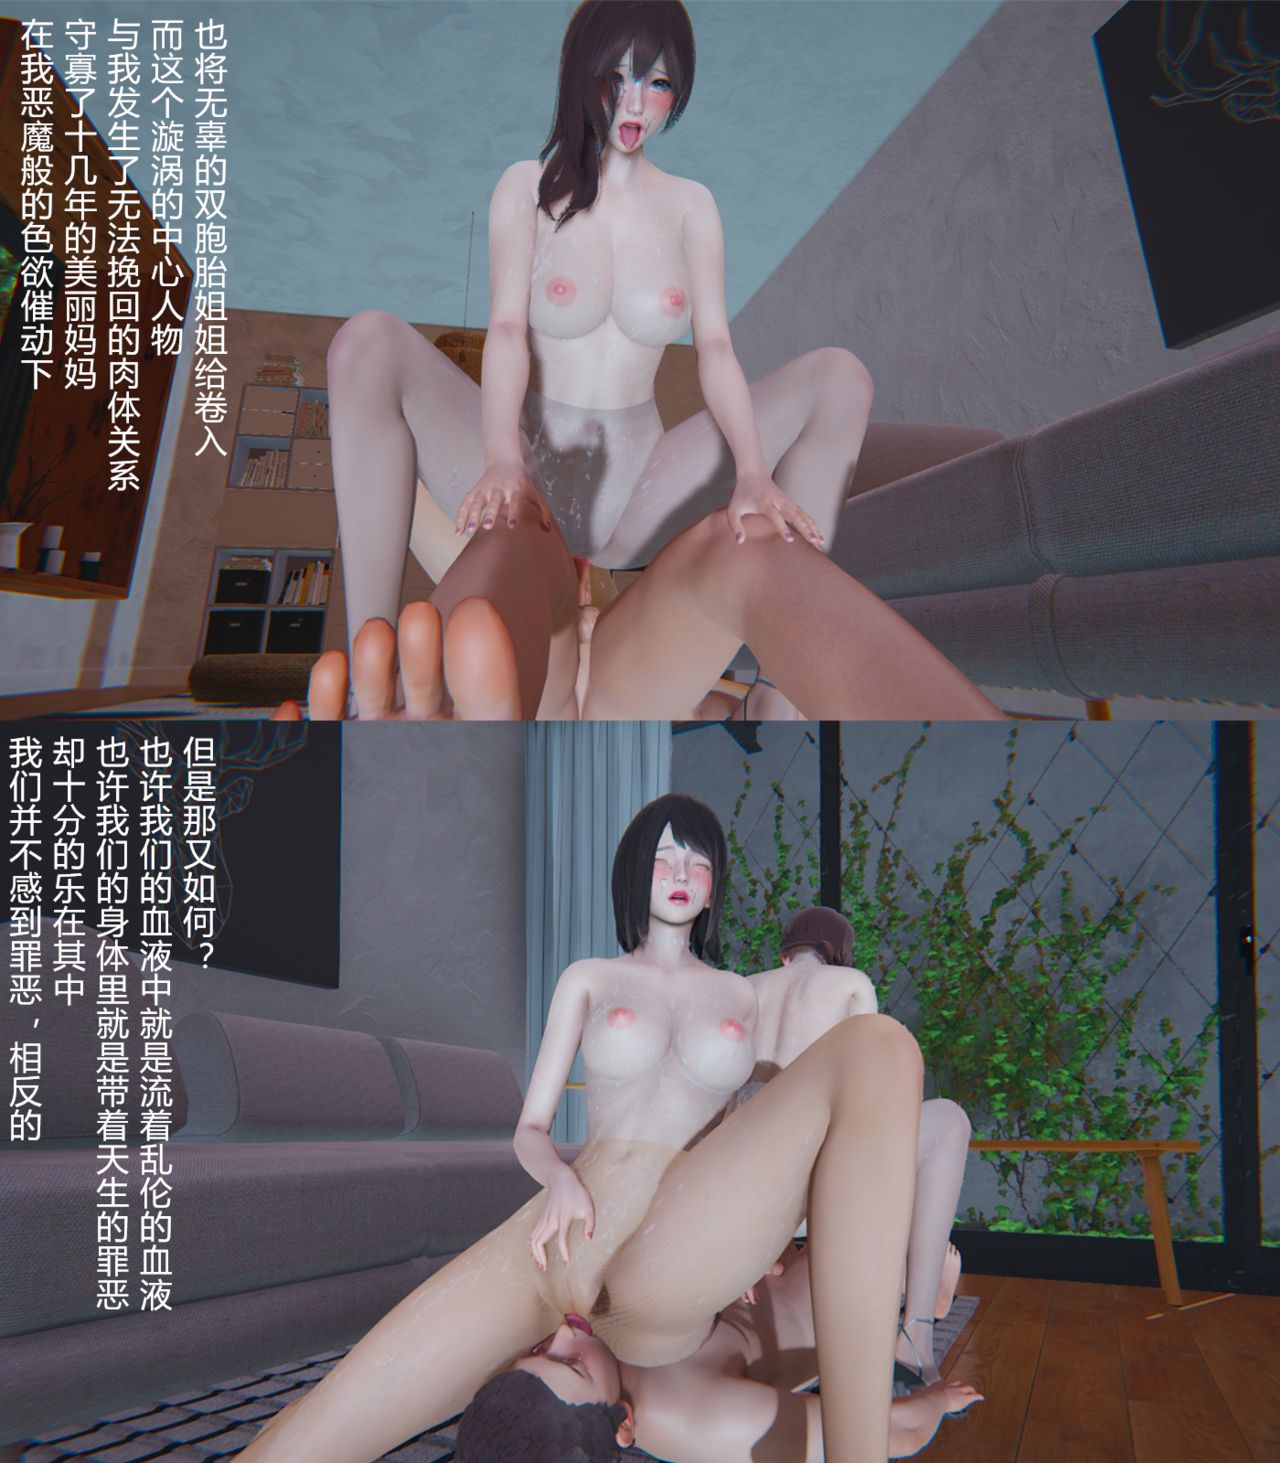 在我恶魔般的色欲催动下
守寡了十几年的美丽妈妈
与我发生了无法挽回的肉体关系
而这个漩涡的中心人物
也将无辜的双胞胎姐姐给卷入
我们并不感到罪恶，相反的
却十分的乐在其中
也许我们的身体里就是带着天生的罪恶
也许我们的血液中就是流着乱伦的血液
但是那又如何？